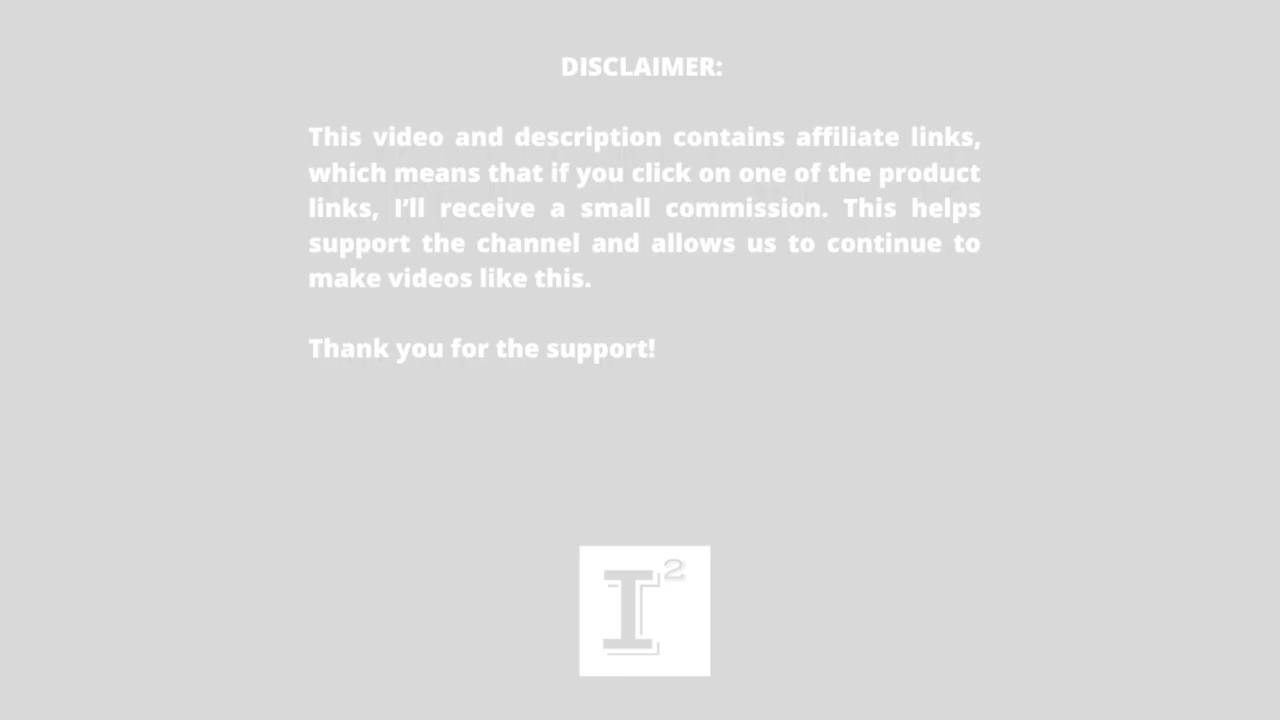 DISCLAIMER:
This video and description contains affiliate links,
which means that if you click on one of the product
links, I’ll receive a small commission. This helps
support the channel and allows us to continue to
make videos like this.
Thank you for the support!
I²